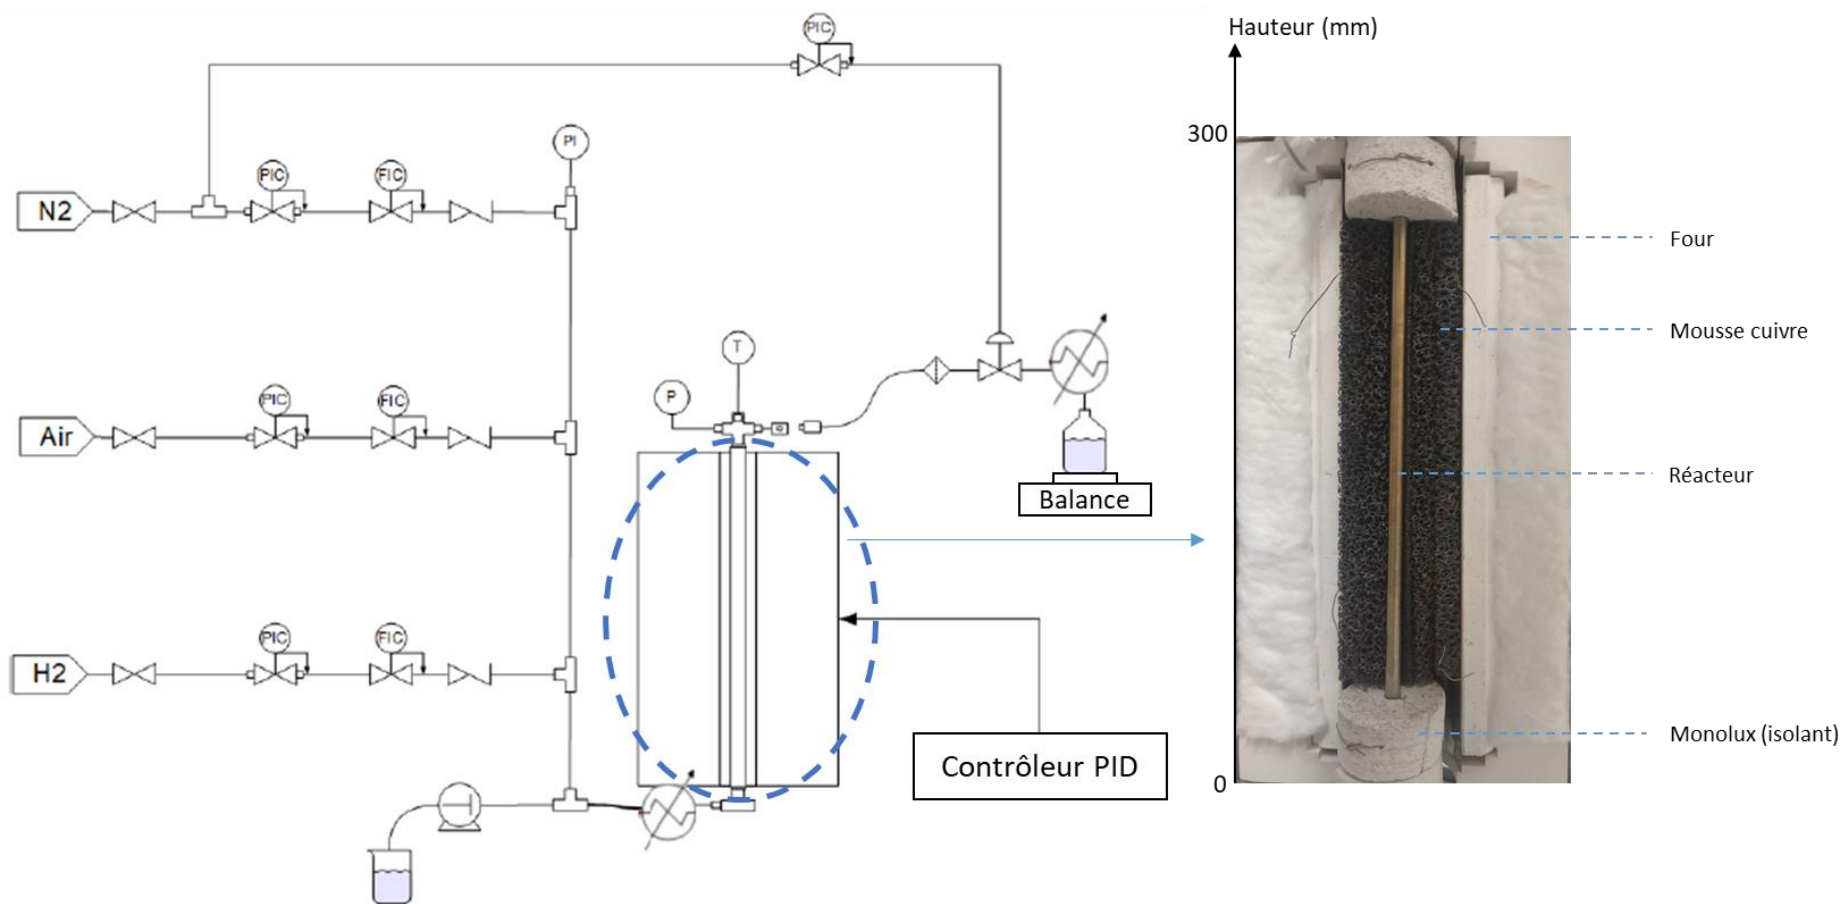 PIC
Hauteur (mm)
300
PI
PIC
FIC
N2
Four
Mousse cuivre
T
P
PIC
FIC
Air
Réacteur
Balance
PIC
FIC
H2
Monolux (isolant)
Contrôleur PID
0